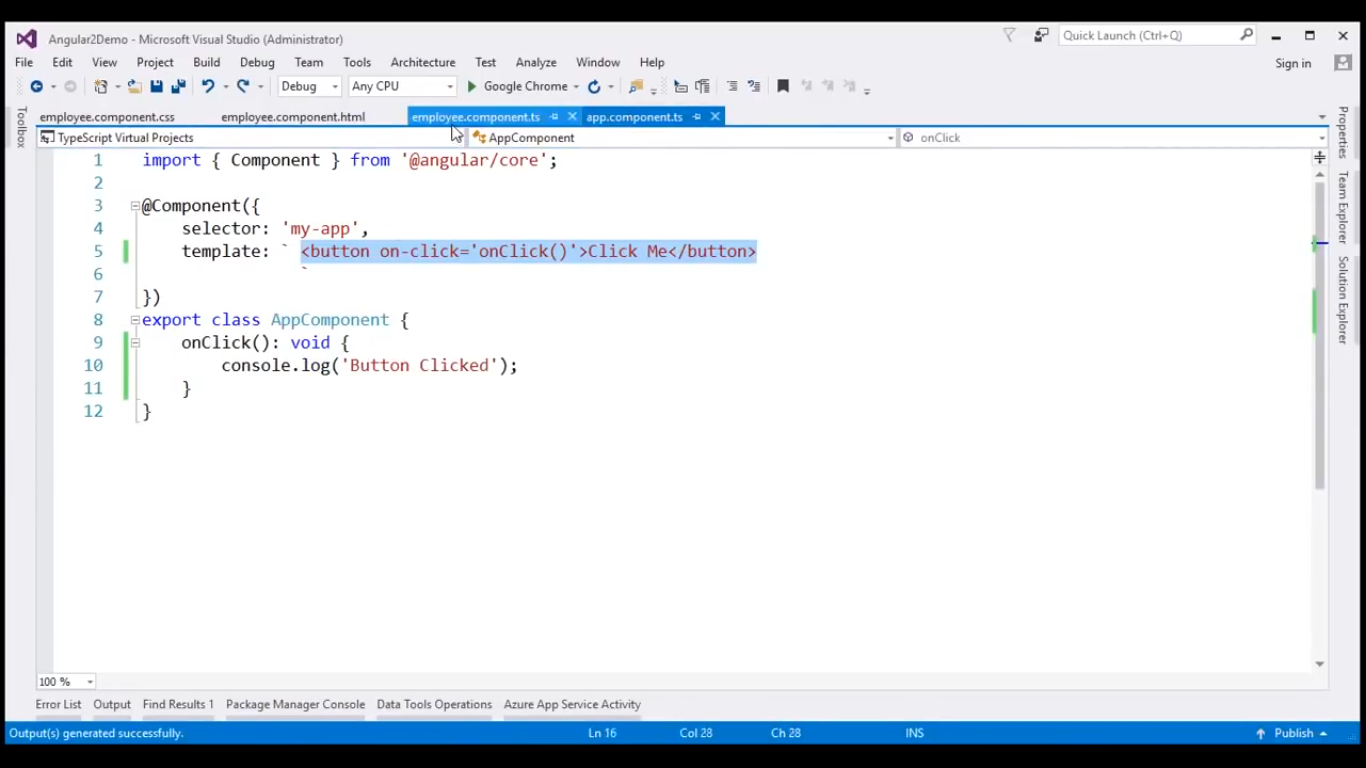 Angular2Demo - Microsoft Visual Studio (Administrator)
Quick Launch (Ctrl+Q)
File Edit View Project Build Debug Team Tools Architecture Test Analyze Window Help
Sign in
Debug Any CPU Google Chrome
employee.component.css employee.component.html employee.component.ts app.component.ts
TypeScript Virtual Projects AppComponent onClick
Toolbox
1 import { Component } from '@angular/core';
2
3 @Component({
4 selector: 'my-app',
5 template: ` <button on-click='onClick()'>Click Me</button>
6 `
7 })
8 export class AppComponent {
9 onClick(): void {
10 console.log('Button Clicked');
11 }
12 }
Properties
Team Explorer
Solution Explorer
100 %
Error List Output Find Results 1 Package Manager Console Data Tools Operations Azure App Service Activity
Output(s) generated successfully. Ln 16 Col 28 Ch 28 INS Publish